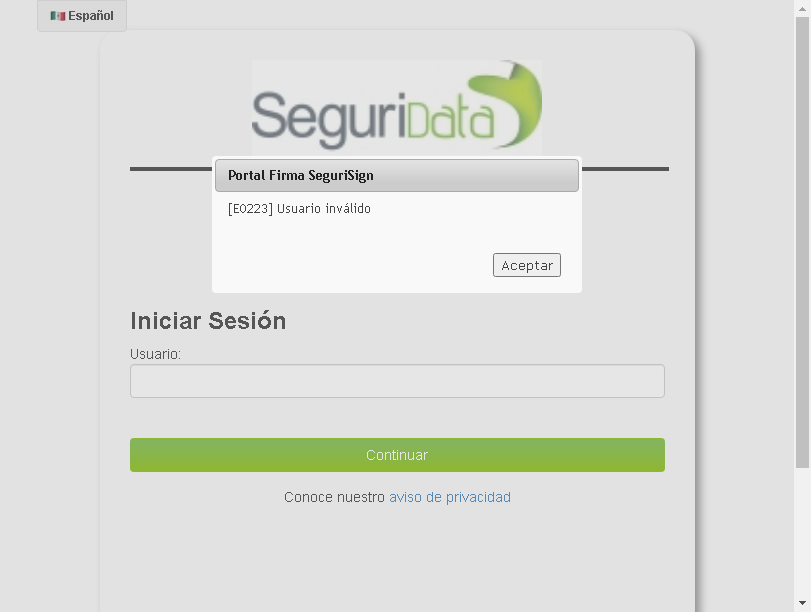 Español
SeguriData
Portal Firma SeguriSign
[E0223] Usuario inválido
Aceptar
Iniciar Sesión
Usuario:
Continuar
Conoce nuestro aviso de privacidad